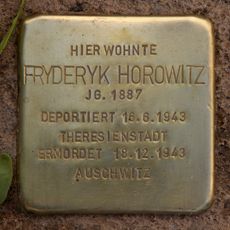 HIER WOHNTE
FRYDERYK HOROWITZ
JG. 1887
DEPORTIERT 16.6.1943
THERESIENSTADT
ERMORDET 18.12.1943
AUSCHWITZ